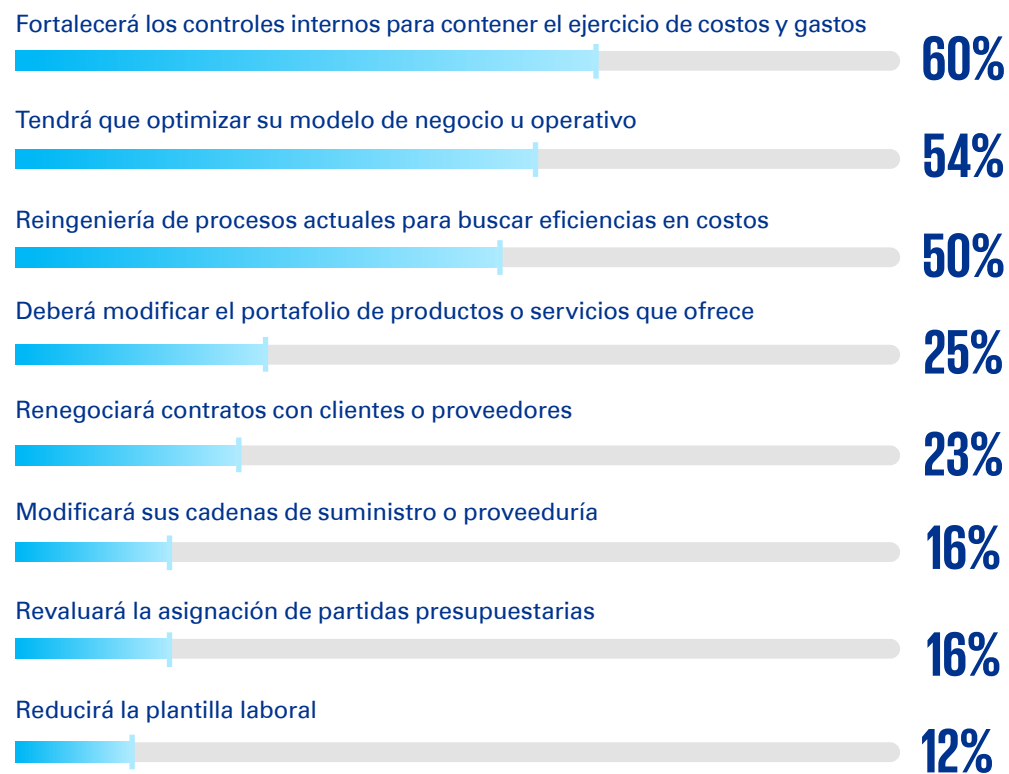 Fortalecerá los controles internos para contener el ejercicio de costos y gastos
60%
Tendrá que optimizar su modelo de negocio u operativo
54%
Reingeniería de procesos actuales para buscar eficiencias en costos
50%
Deberá modificar el portafolio de productos o servicios que ofrece
25%
Renegociará contratos con clientes o proveedores
23%
Modificará sus cadenas de suministro o proveeduría
16%
Revaluará la asignación de partidas presupuestarias
16%
Reducirá la plantilla laboral
12%